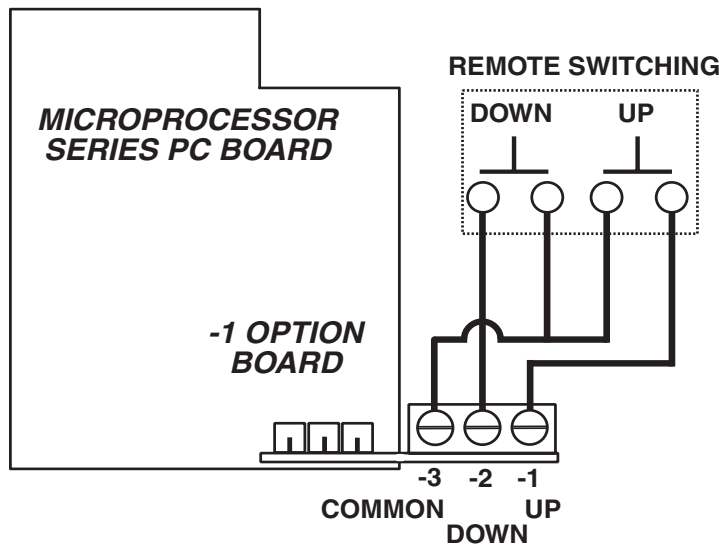 REMOTE SWITCHING
DOWN UP
MICROPROCESSOR
SERIES PC BOARD
-1 OPTION
BOARD
-3 -2 -1
COMMON UP
DOWN